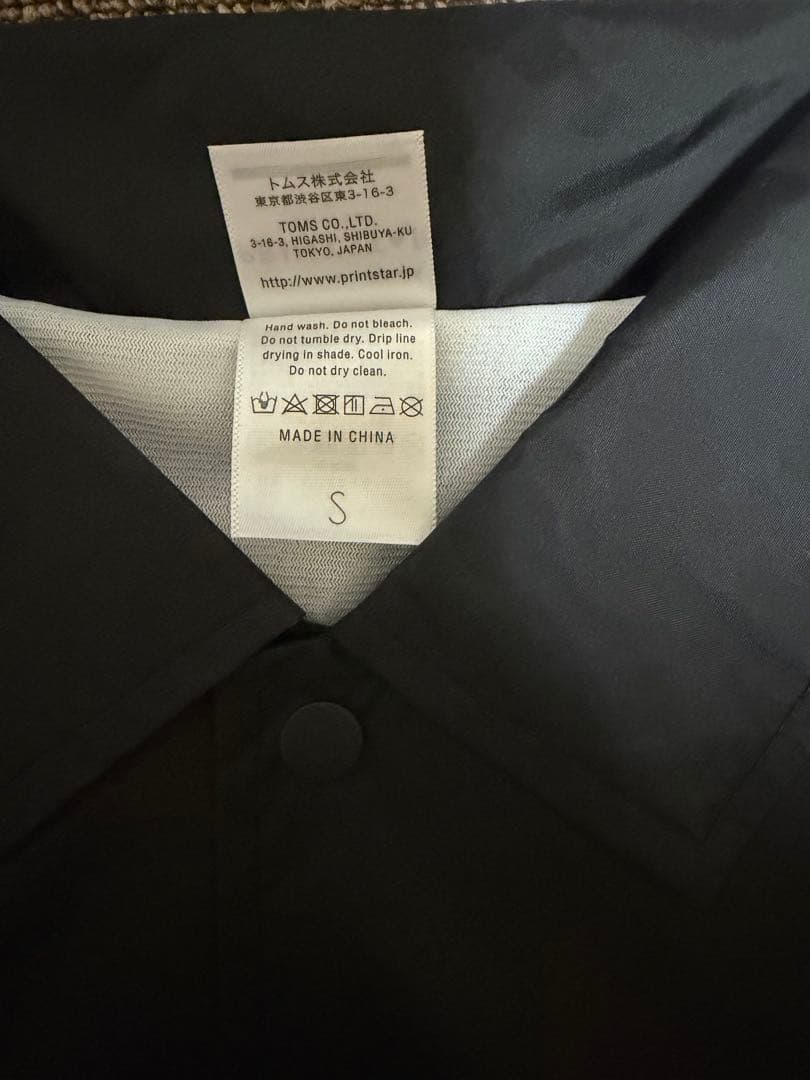 トムス株式会社
東京都渋谷区東3-16-3
TOMS CO.,LTD.
3-16-3, HIGASHI, SHIBUYA-KU
TOKYO, JAPAN
http://www.printstar.jp
Hand wash. Do not bleach.
Do not tumble dry. Drip line
drying in shade. Cool iron.
Do not dry clean.
MADE IN CHINA
S